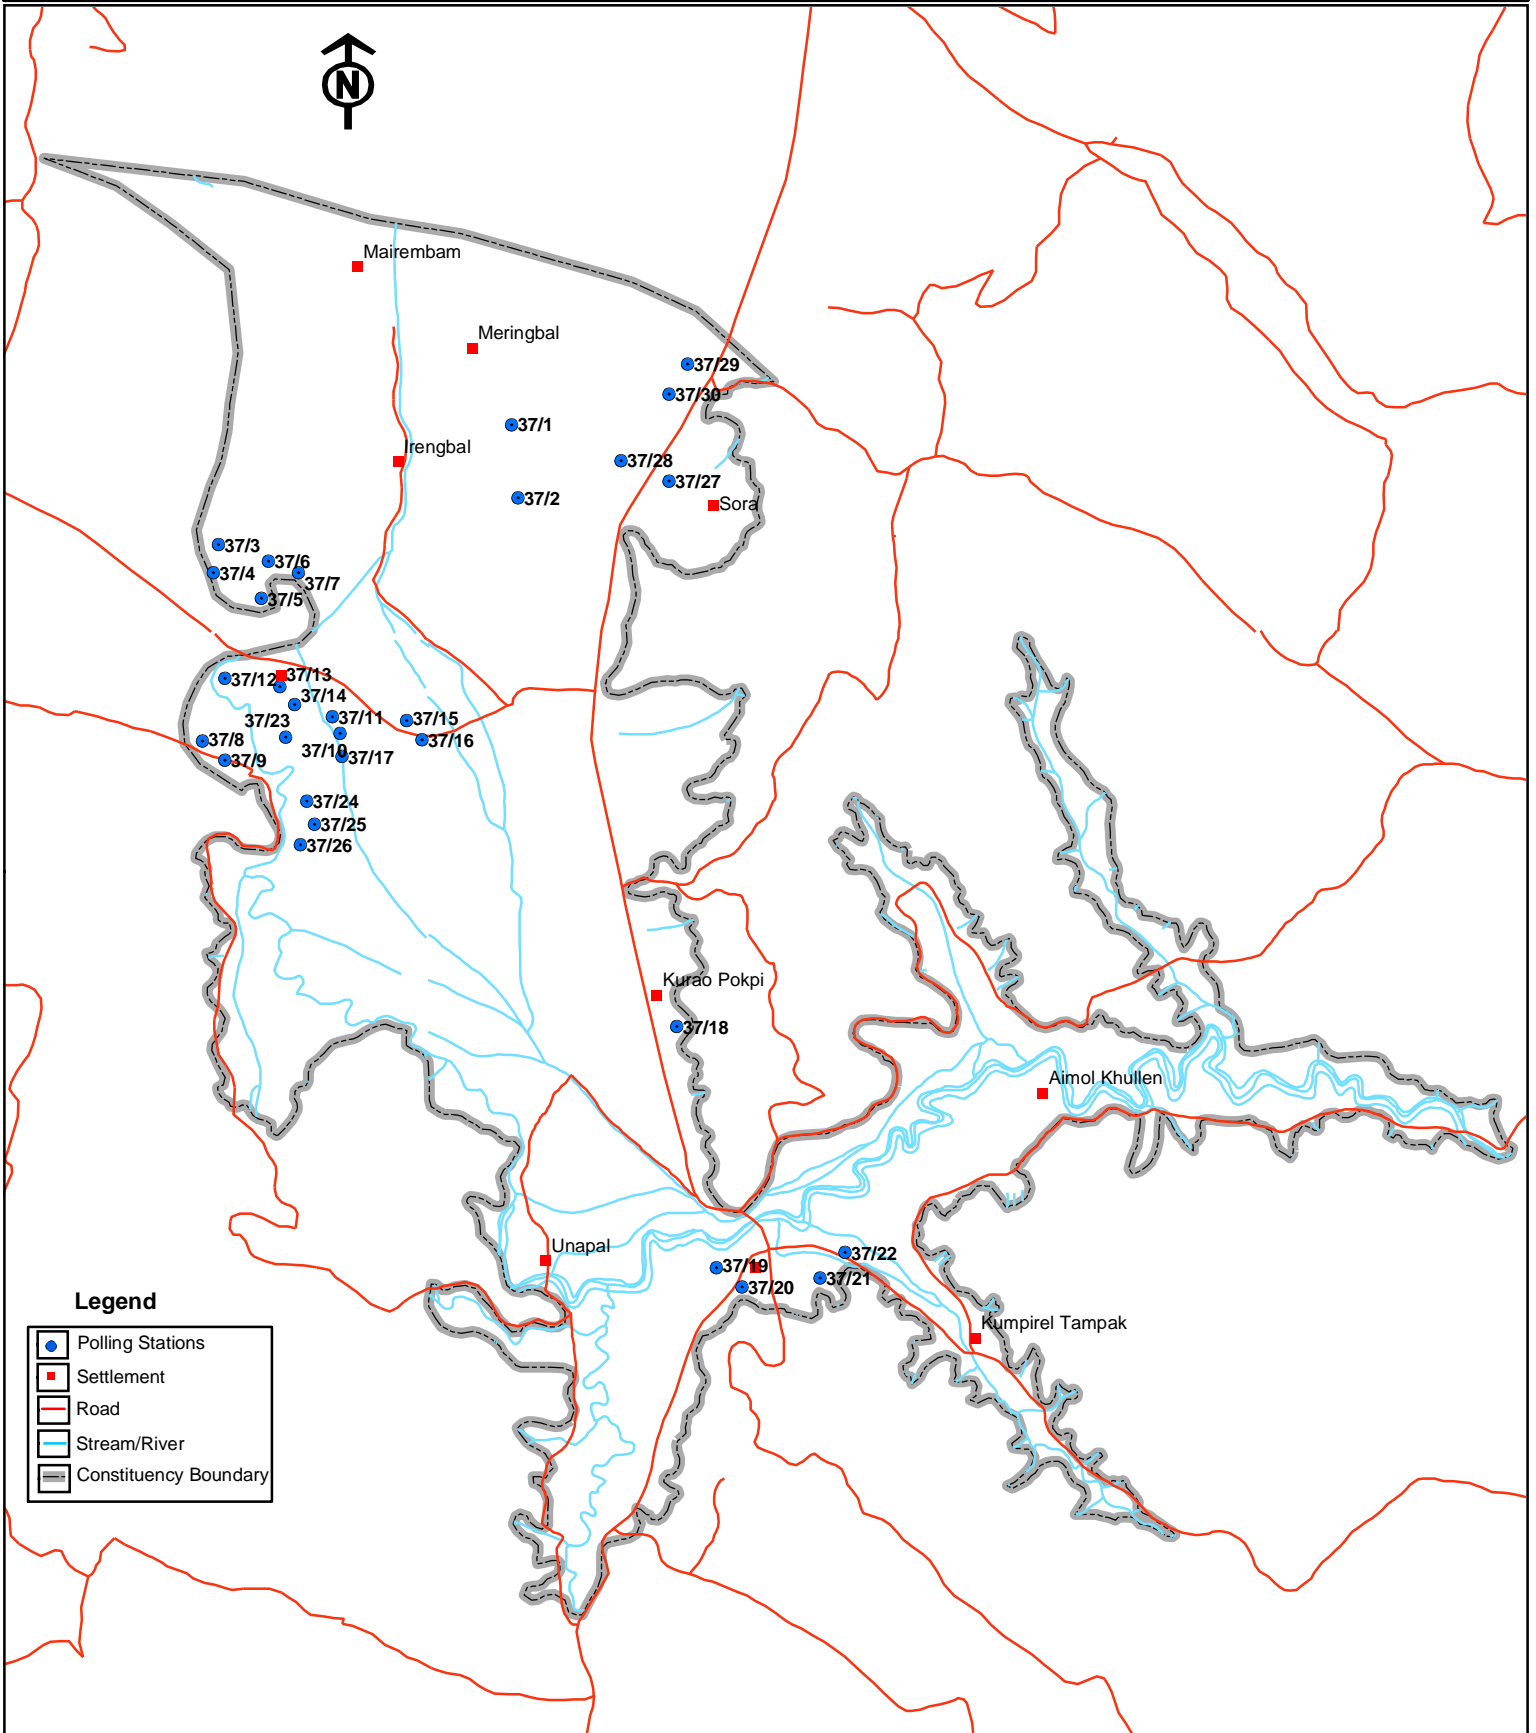 N
Mairembam
Meringbal
37/29
37/30
37/1
Irengbal
37/28
37/27
37/2
Sora
37/3
37/6
37/4
37/7
37/5
37/13
37/12
37/14
37/11
37/15
37/23
37/8
37/16
37/10
37/17
37/9
37/24
37/25
37/26
Kurao Pokpi
37/18
Aimol Khullen
Unapal
37/22
37/19
37/21
37/20
Kumpirel Tampak
Legend
Polling Stations
Settlement
Road
Stream/River
Constituency Boundary